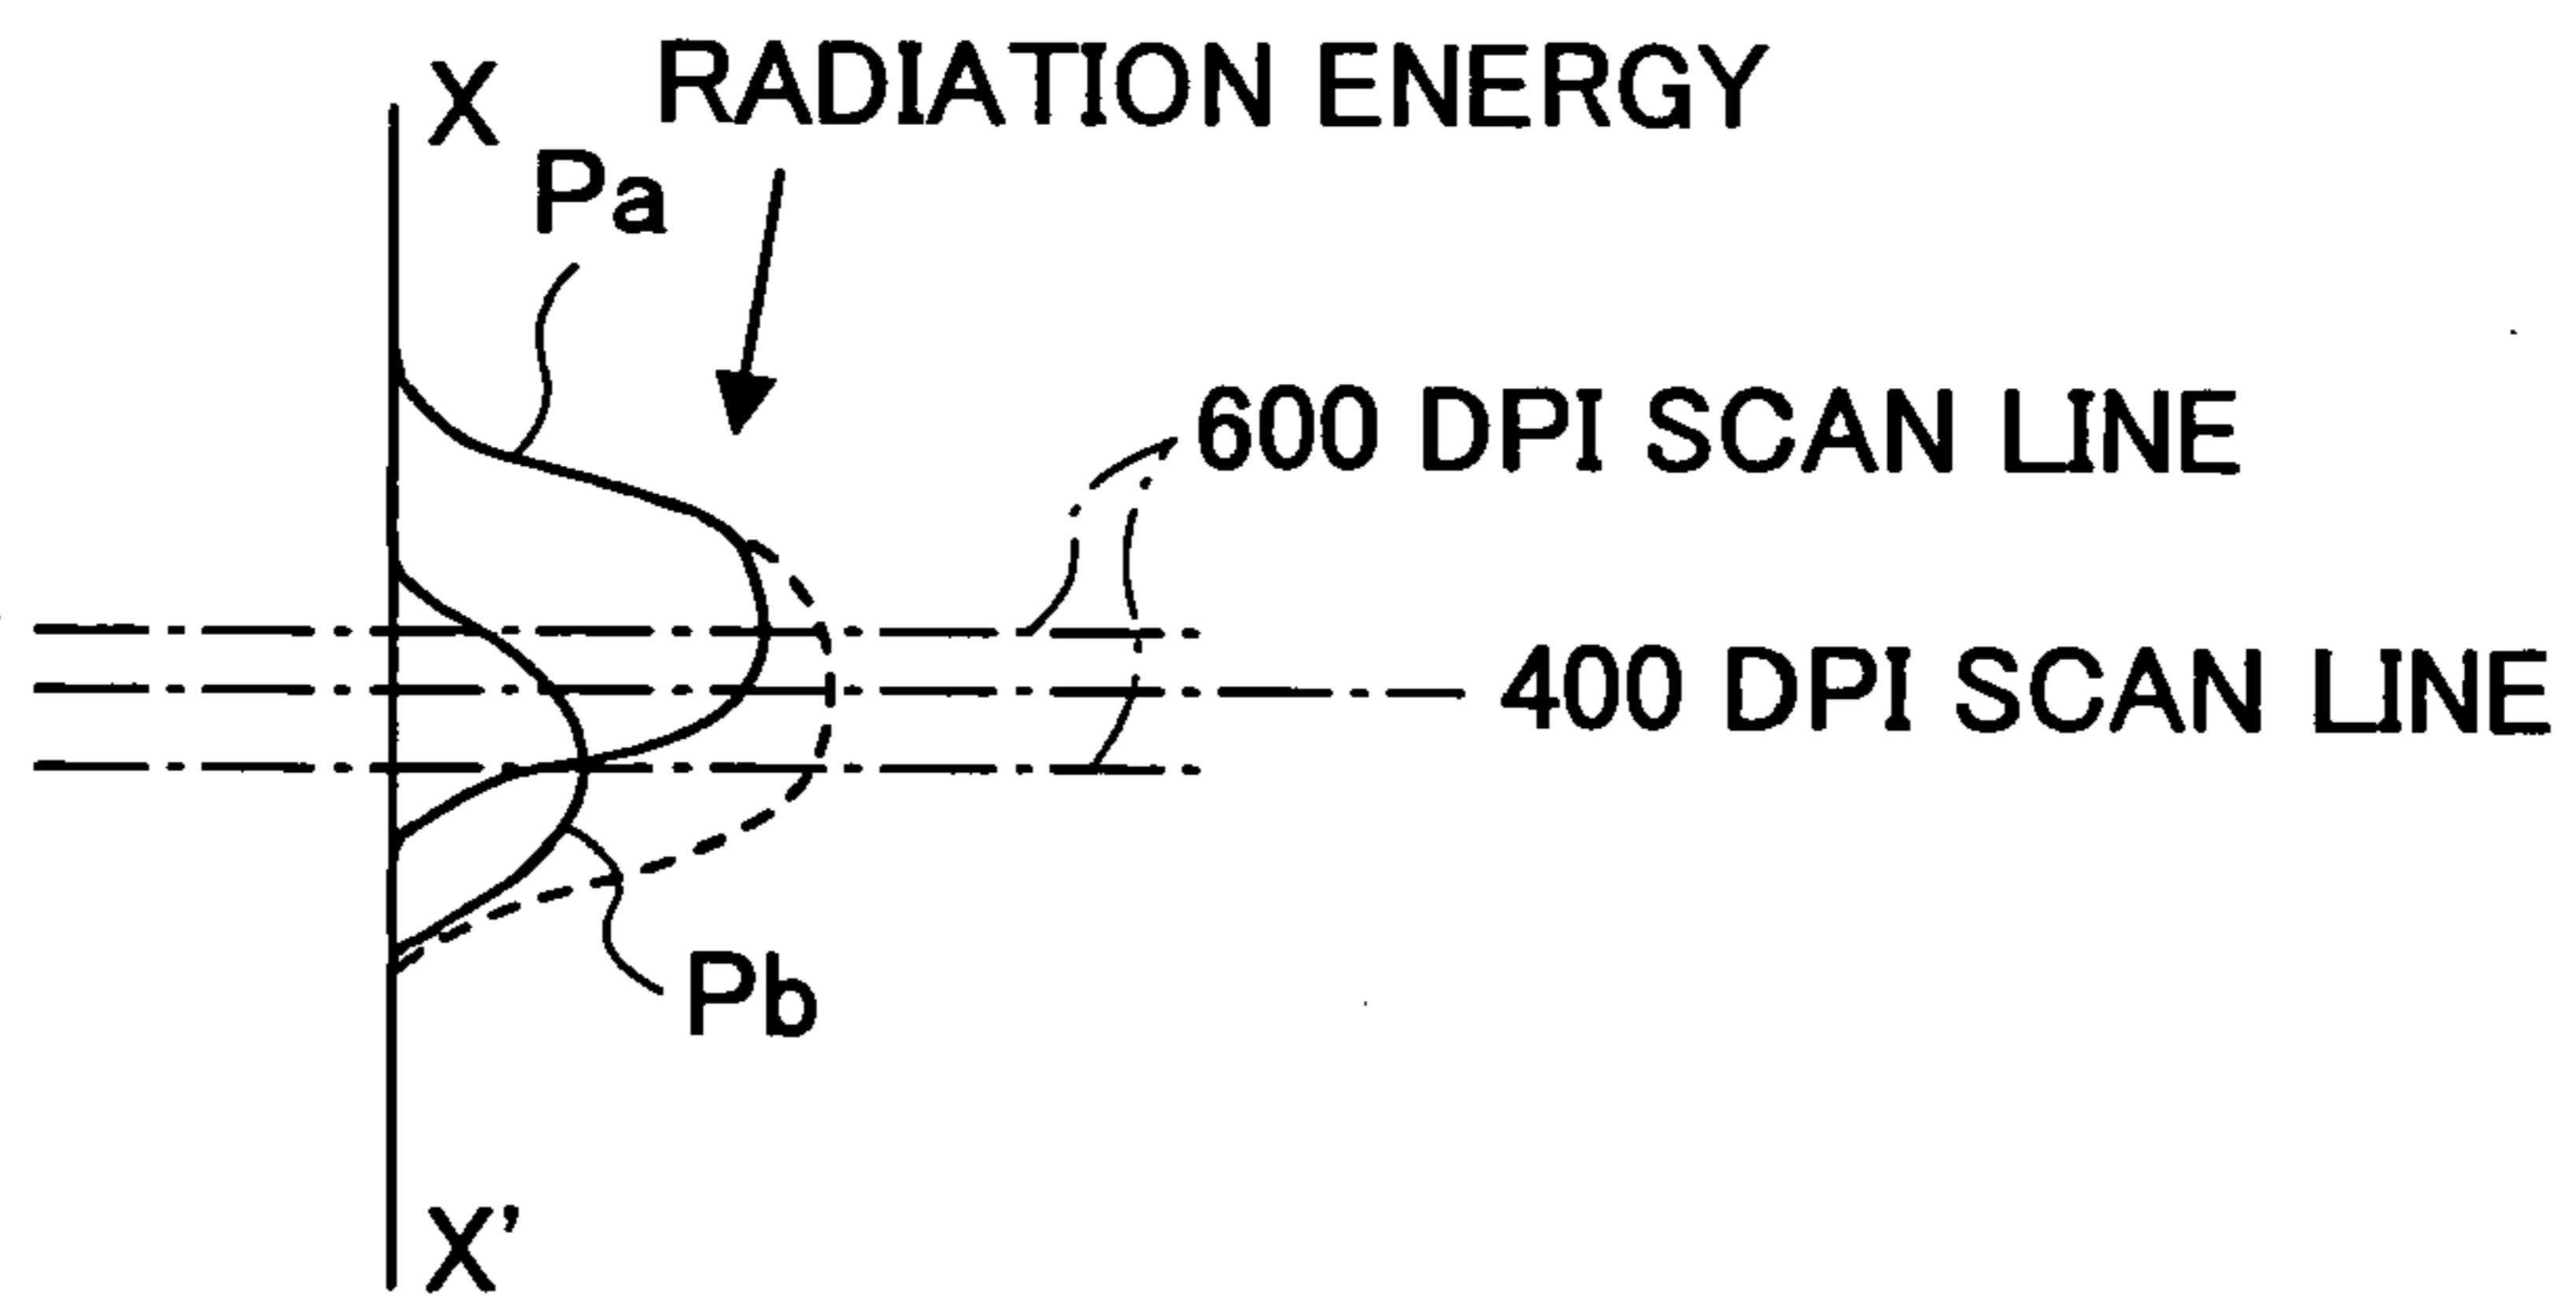 X
RADIATION ENERGY
Pa
600 DPI SCAN LINE
400 DPI SCAN LINE
Pb
X'